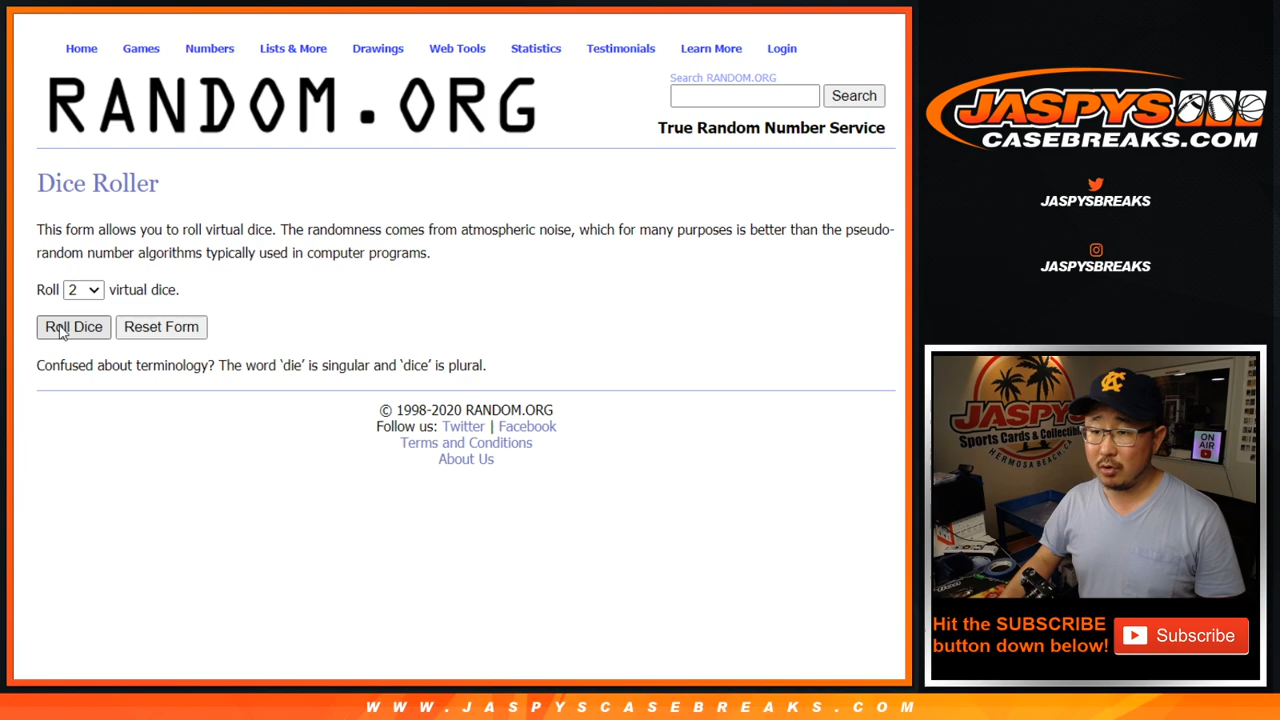 Home Games Numbers Lists & More Drawings Web Tools Statistics Testimonials Learn More Login
RANDOM.ORG
Search RANDOM.ORG
Search
True Random Number Service
Dice Roller
This form allows you to roll virtual dice. The randomness comes from atmospheric noise, which for many purposes is better than the pseudo-
random number algorithms typically used in computer programs.
Roll 2 virtual dice.
Roll Dice Reset Form
Confused about terminology? The word ‘die’ is singular and ‘dice’ is plural.
© 1998-2020 RANDOM.ORG
Follow us: Twitter | Facebook
Terms and Conditions
About Us
JASPYS
CASEBREAKS.COM
JASPYSBREAKS
JASPYSBREAKS
JASPYS
Sports Cards & Collectibl
HERMOSA BEACH, CA
ON
AIR
Hit the SUBSCRIBE
button down below!
Subscribe
WWW.JASPYSCASEBREAKS.COM